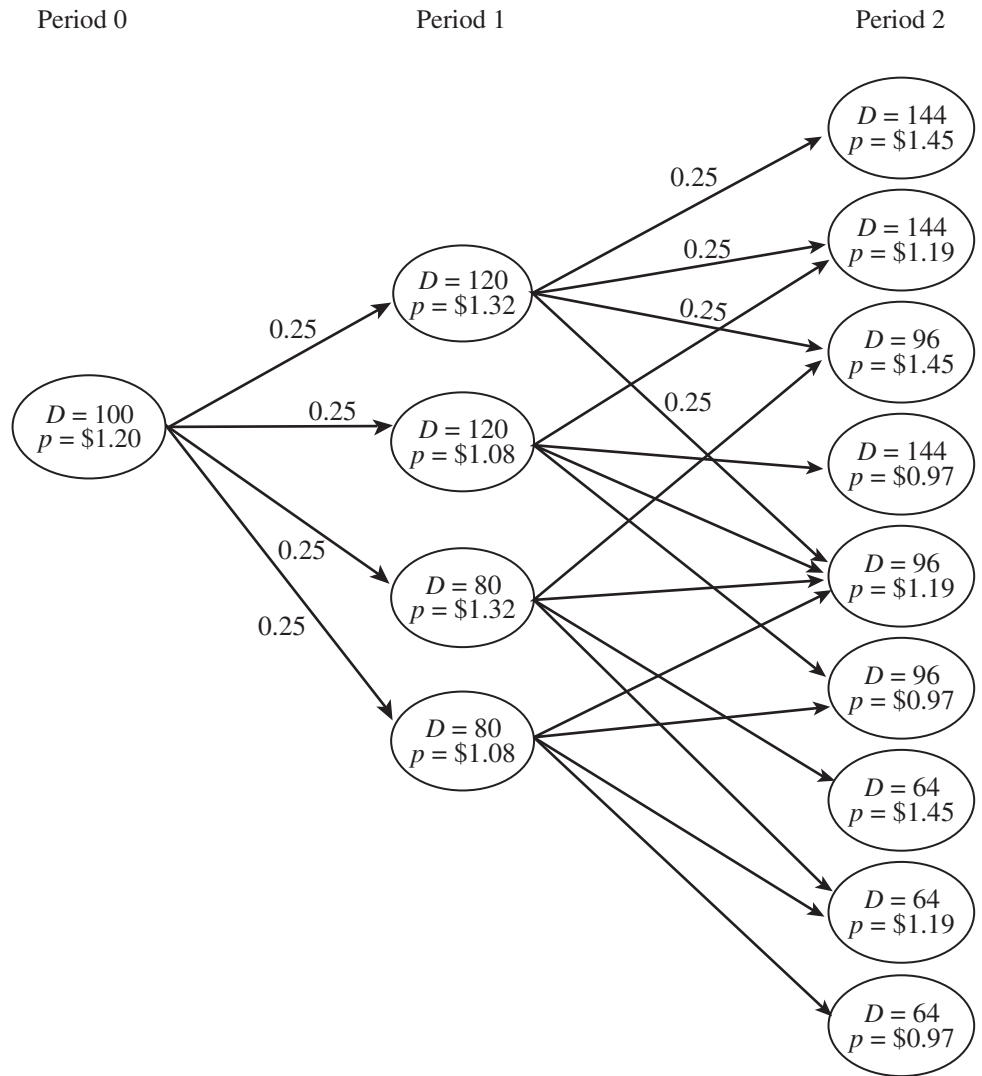 Period 0 Period 1 Period 2
D = 144
p = $1.45
0.25
D = 144
p = $1.19
0.25
D = 120
p = $1.32
0.25
0.25
D = 96
p = $1.45
0.25
D = 100
p = $1.20
0.25
D = 120
p = $1.08
D = 144
p = $0.97
0.25
D = 80
p = $1.32
D = 96
p = $1.19
0.25
D = 96
p = $0.97
D = 80
p = $1.08
D = 64
p = $1.45
D = 64
p = $1.19
D = 64
p = $0.97